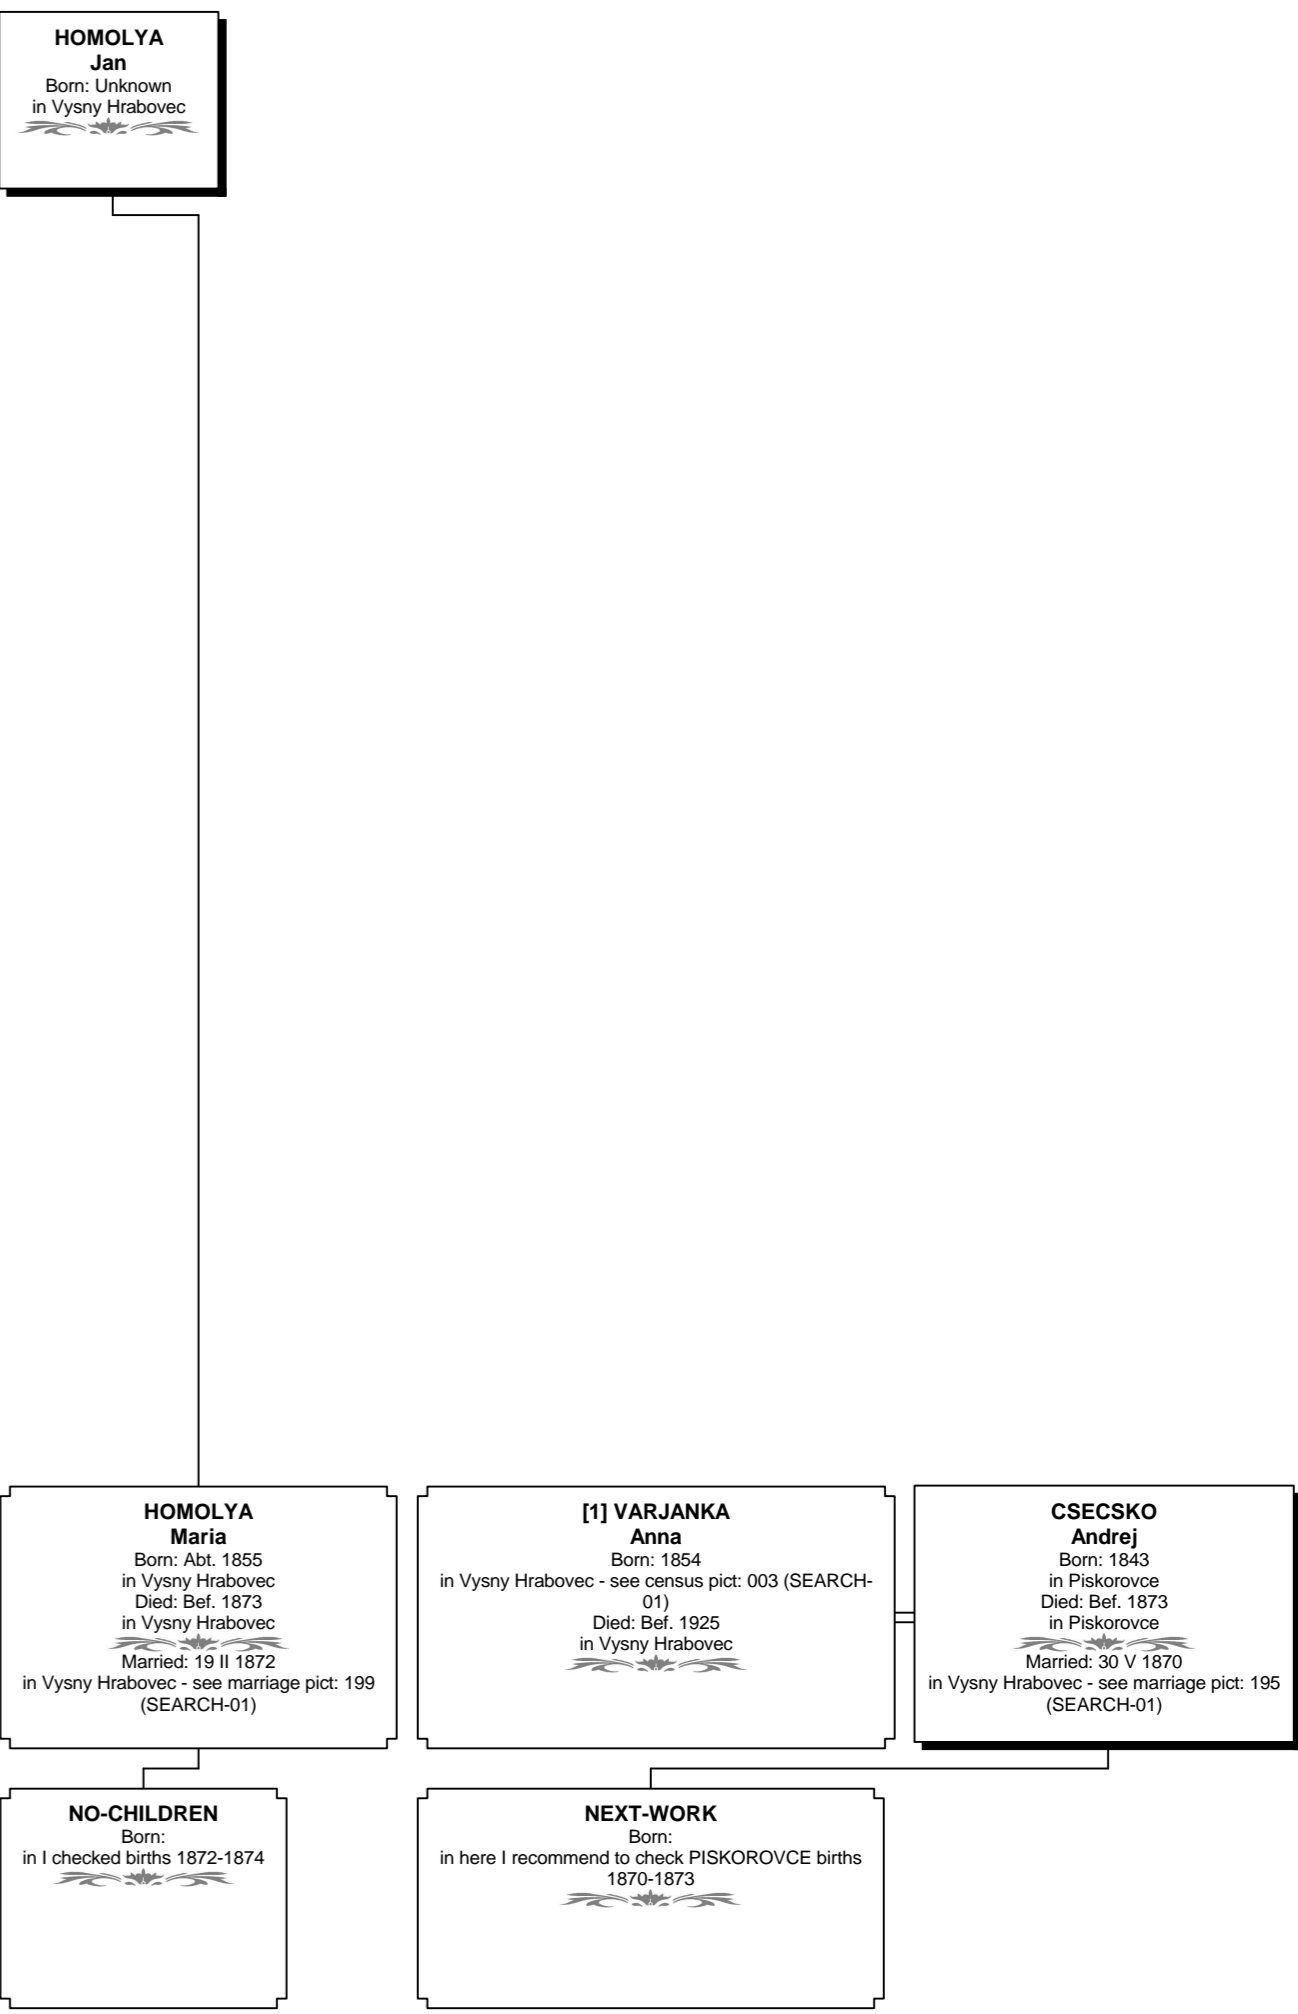 HOMOLYA
Jan
Born: Unknown
in Vysny Hrabovec
HOMOLYA
Maria
Born: Abt. 1855
in Vysny Hrabovec
Died: Bef. 1873
in Vysny Hrabovec
Married: 19 II 1872
in Vysny Hrabovec - see marriage pict: 199
(SEARCH-01)
[1] VARJANKA
Anna
Born: 1854
in Vysny Hrabovec - see census pict: 003 (SEARCH-
01)
Died: Bef. 1925
in Vysny Hrabovec
CSECSKO
Andrej
Born: 1843
in Piskorovce
Died: Bef. 1873
in Piskorovce
Married: 30 V 1870
in Vysny Hrabovec - see marriage pict: 195
(SEARCH-01)
NO-CHILDREN
Born:
in I checked births 1872-1874
NEXT-WORK
Born:
in here I recommend to check PISKOROVCE births
1870-1873